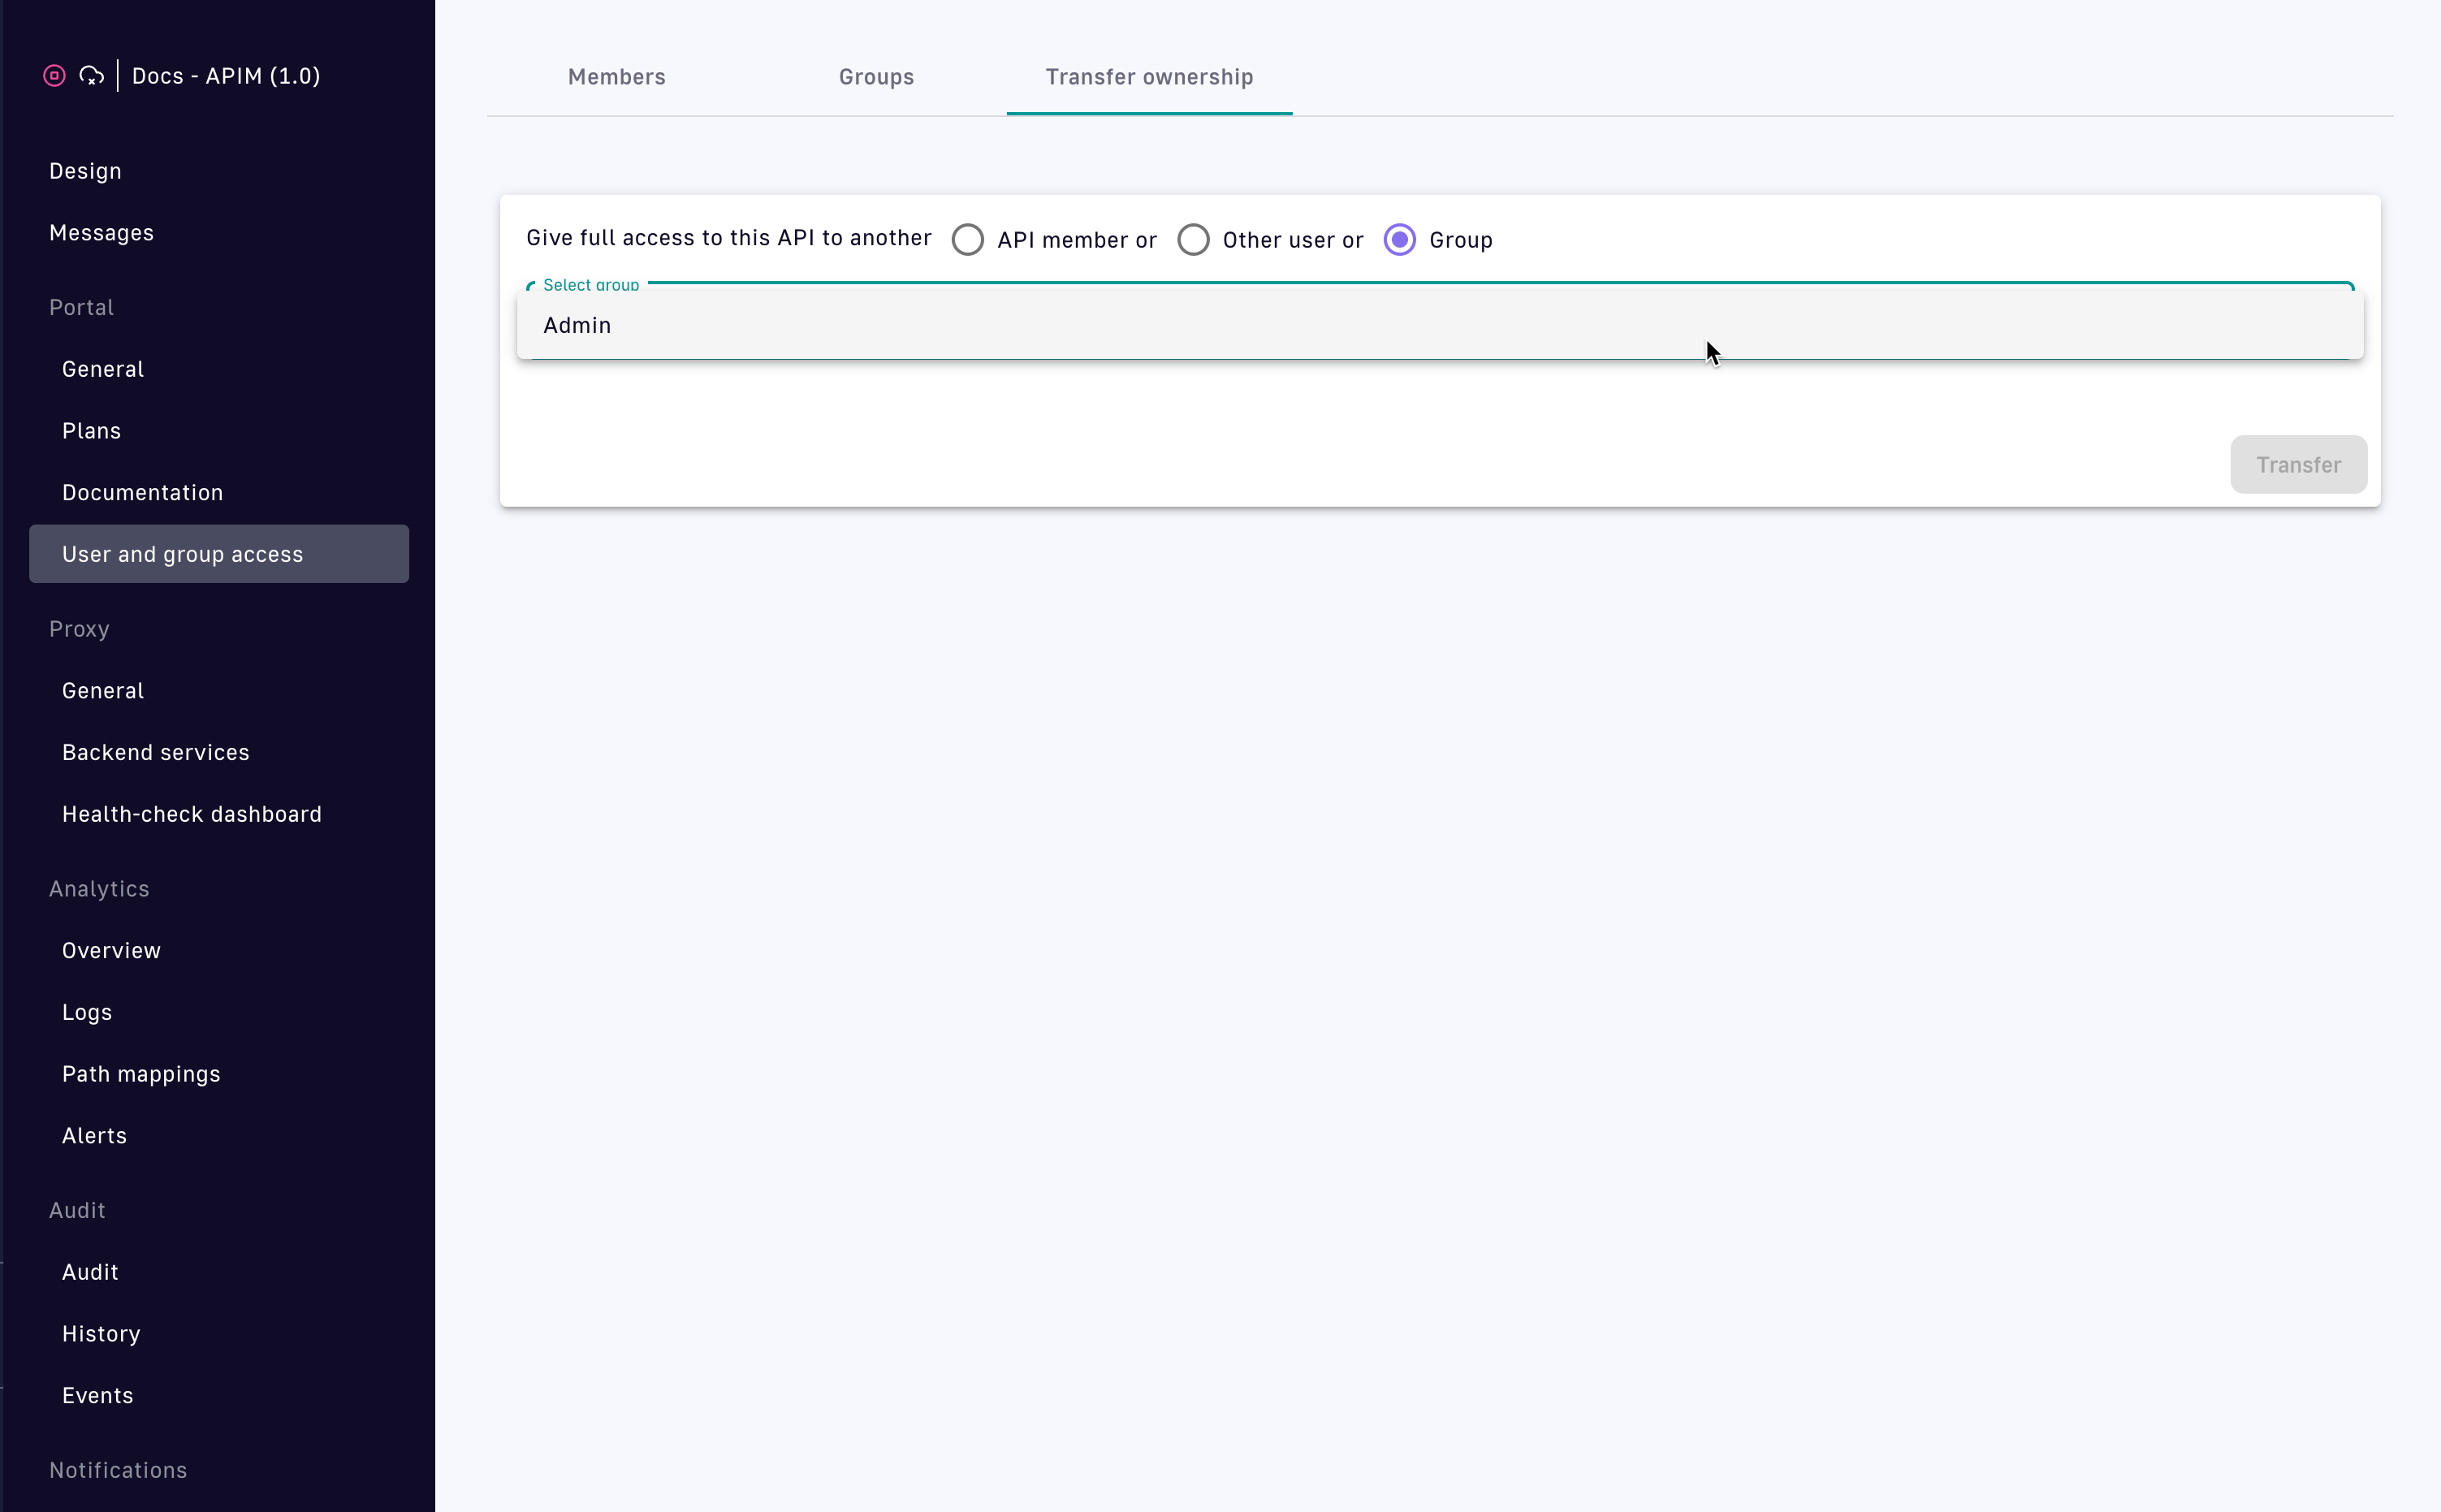 Docs - APIM (1.0)
Design
Messages
Portal
General
Plans
Documentation
User and group access
Proxy
General
Backend services
Health-check dashboard
Analytics
Overview
Logs
Path mappings
Alerts
Audit
Audit
History
Events
Notifications
Members Groups Transfer ownership
Give full access to this API to another API member or Other user or Group
Select group
Admin
Transfer